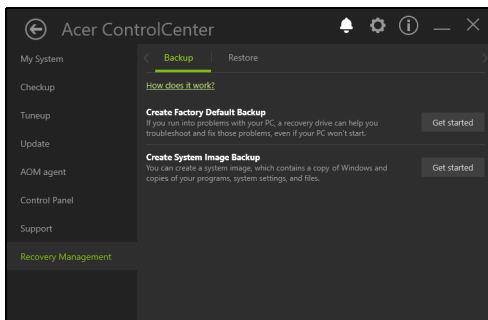 Acer ControlCenter
My System
Checkup
Tuneup
Update
AOM agent
Control Panel
Support
Recovery Management
Backup
Restore
How does it work?
Create Factory Default Backup
If you run into problems with your PC, a recovery drive can help you
troubleshoot and fix those problems, even if your PC won't start.
Get started
Create System Image Backup
You can create a system image, which contains a copy of Windows and
copies of your programs, system settings, and files.
Get started